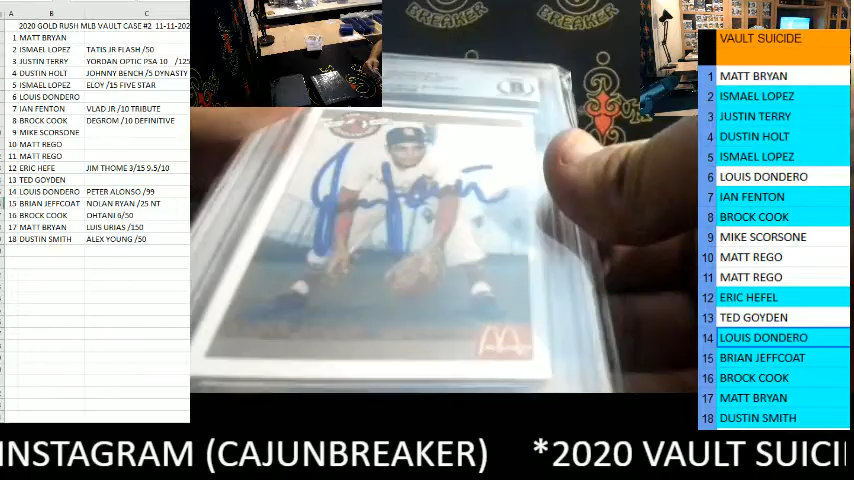 2020 GOLD RUSH MLB VAULT CASE #2 11-11-202
B
C
1 MATT BRYAN
2 ISMAEL LOPEZ TATIS JR FLASH /50
3 JUSTIN TERRY YORDAN OPTIC PSA 10 /125
4 DUSTIN HOLT JOHNNY BENCH /5 DYNASTY
5 ISMAEL LOPEZ ELOY /15 FIVE STAR
6 LOUIS DONDERO
7 IAN FENTON VLAD JR /10 TRIBUTE
8 BROCK COOK DEGROM /10 DEFINITIVE
9 MIKE SCORSONE
10 MATT REGO
11 MATT REGO
12 ERIC HEFE JIM THOME 3/15 9.5/10
13 TED GOYDEN
14 LOUIS DONDERO PETER ALONSO /99
15 BRIAN JEFFCOAT NOLAN RYAN /25 NT
16 BROCK COOK OHTANI 6/50
17 MATT BRYAN LUIS URIAS /150
18 DUSTIN SMITH ALEX YOUNG /50
BREAKER
BREAKER
VAULT SUICIDE
1 MATT BRYAN
2 ISMAEL LOPEZ
3 JUSTIN TERRY
4 DUSTIN HOLT
5 ISMAEL LOPEZ
6 LOUIS DONDERO
7 IAN FENTON
8 BROCK COOK
9 MIKE SCORSONE
10 MATT REGO
11 MATT REGO
12 ERIC HEFEL
13 TED GOYDEN
14 LOUIS DONDERO
15 BRIAN JEFFCOAT
16 BROCK COOK
17 MATT BRYAN
18 DUSTIN SMITH
INSTAGRAM (CAJUNBREAKER) *2020 VAULT SUICI